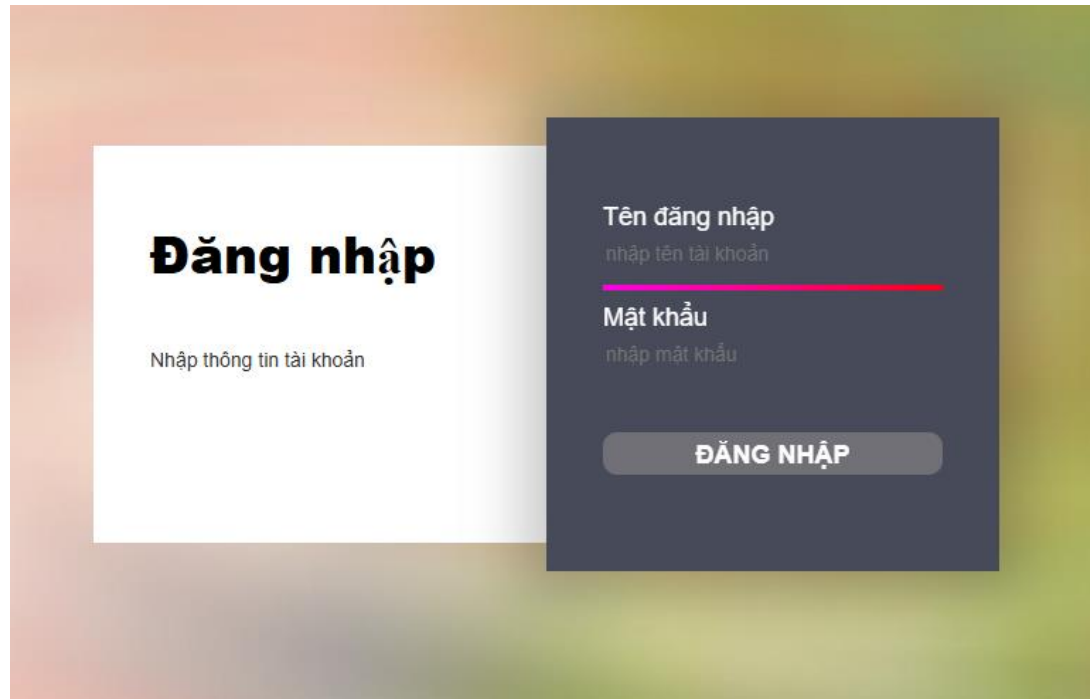 Đăng nhập
Nhập thông tin tài khoản
Tên đăng nhập
nhập tên tài khoản
Mật khẩu
nhập mật khẩu
ĐĂNG NHẬP